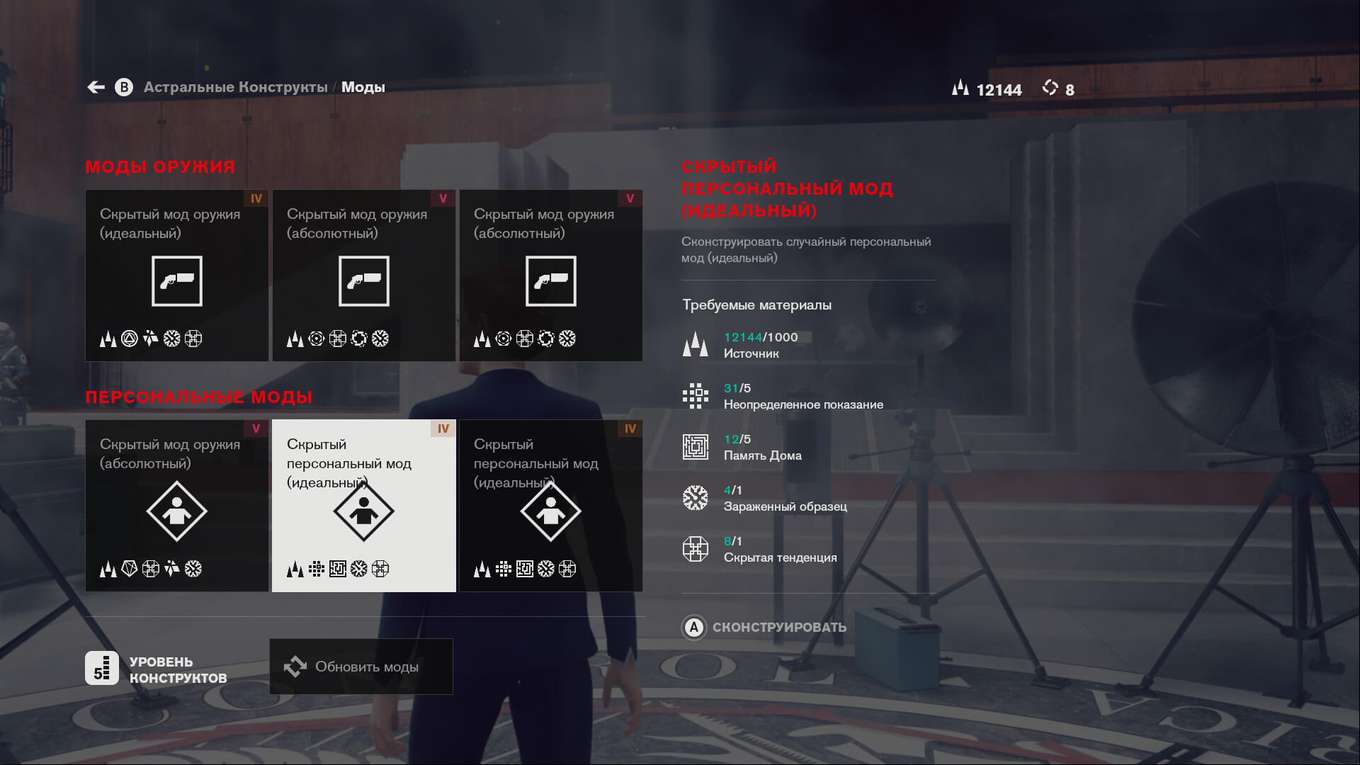 B Астральные Конструкты / Моды
12144 8
МОДЫ ОРУЖИЯ
IV
Скрытый мод оружия
(идеальный)
V
Скрытый мод оружия
(абсолютный)
V
Скрытый мод оружия
(абсолютный)
ПЕРСОНАЛЬНЫЕ МОДЫ
V
Скрытый мод оружия
(абсолютный)
IV
Скрытый
персональный мод
(идеальный)
IV
Скрытый
персональный мод
(идеальный)
5
УРОВЕНЬ
КОНСТРУКТОВ
Обновить моды
СКРЫТЫЙ
ПЕРСОНАЛЬНЫЙ МОД
(ИДЕАЛЬНЫЙ)
Сконструировать случайный персональный
мод (идеальный)
Требуемые материалы
12144/1000
Источник
31/5
Неопределенное показание
12/5
Память Дома
4/1
Зараженный образец
8/1
Скрытая тенденция
A СКОНСТРУИРОВАТЬ